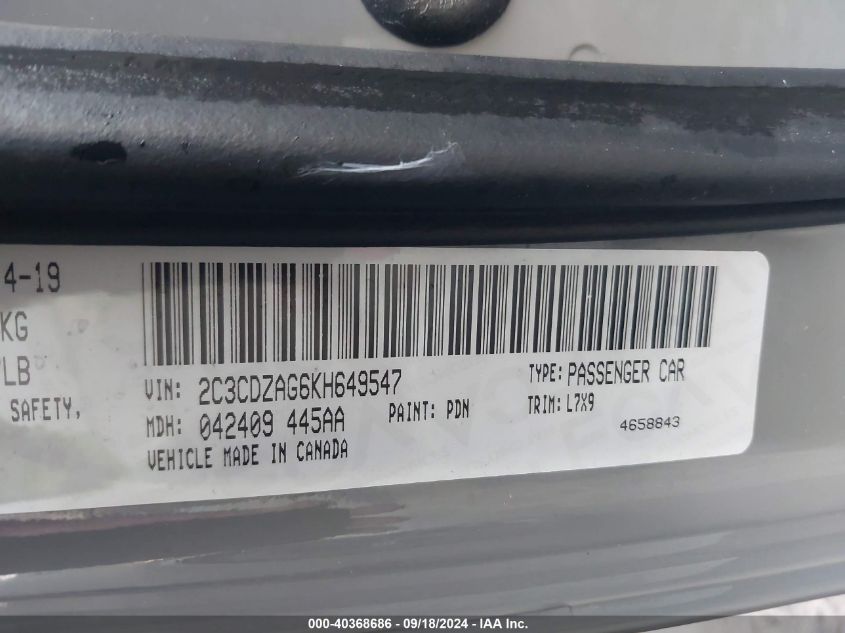 4-19
KG
LB
SAFETY,
VIN: 2C3CDZAG6KH649547
TYPE: PASSENGER CAR
MDH: 042409 445AA
PAINT: PDN
TRIM: L7X9
4658843
VEHICLE MADE IN CANADA
000-40368686 - 09/18/2024 - IAA Inc.